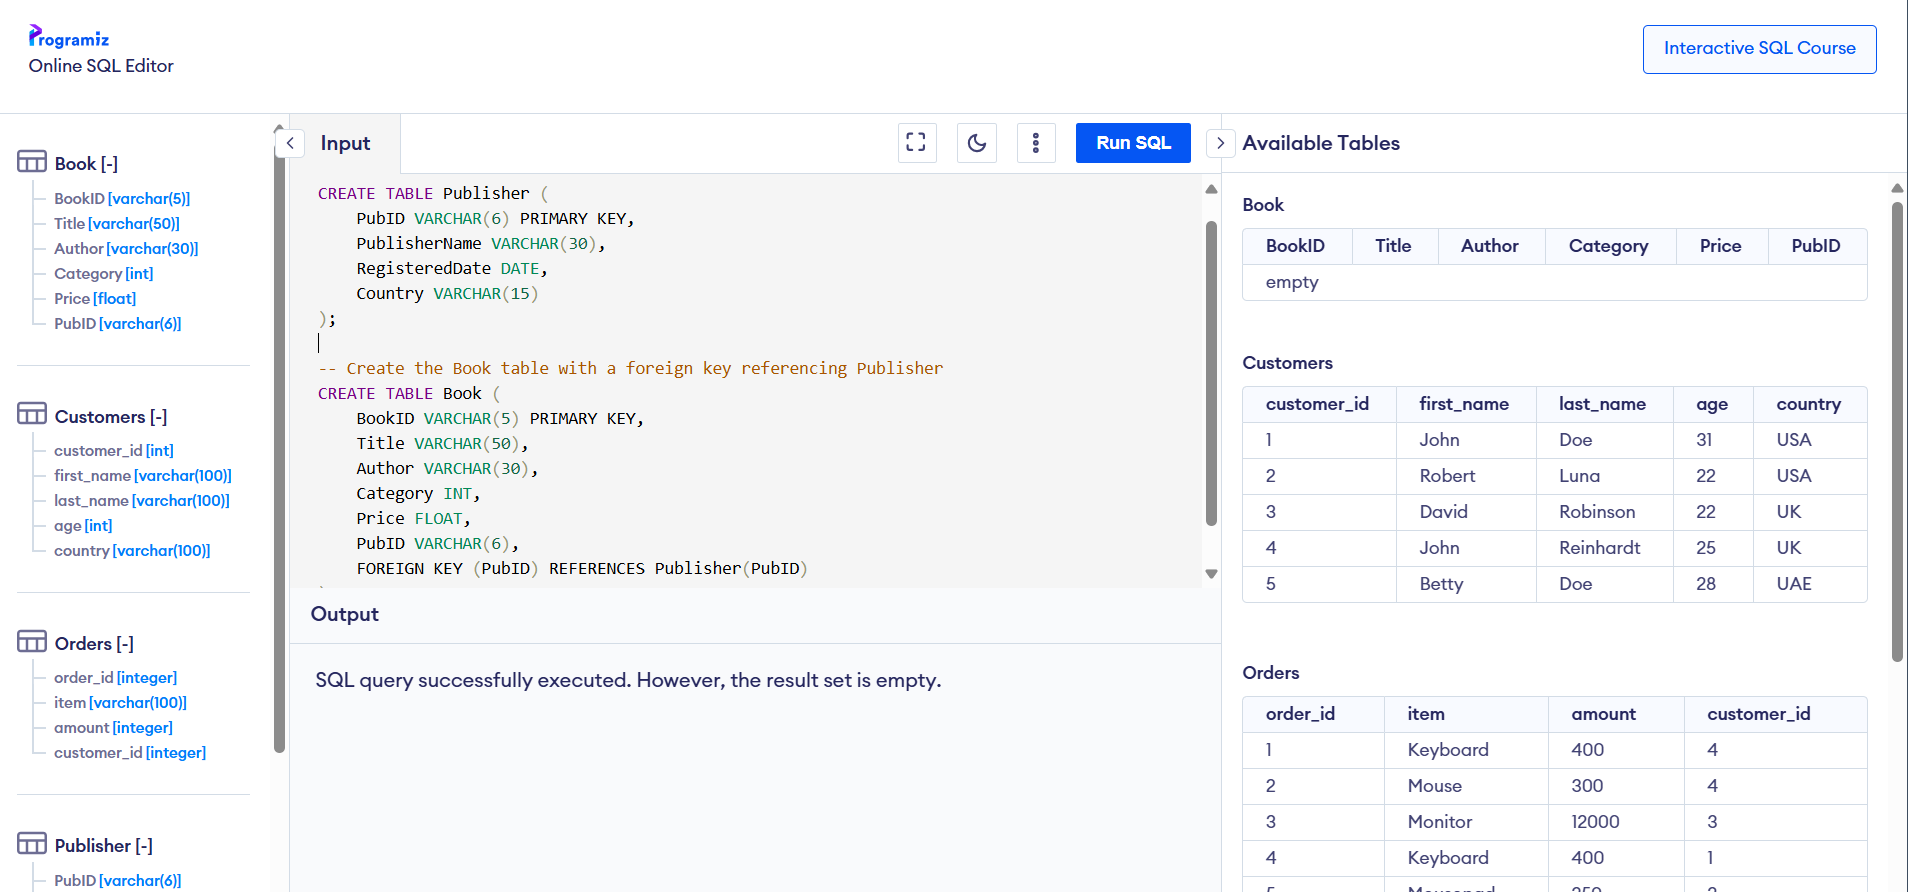 Programiz
Online SQL Editor
Interactive SQL Course
Book [-]
BookID [varchar(5)]
Title [varchar(50)]
Author [varchar(30)]
Category [int]
Price [float]
PubID [varchar(6)]
Customers [-]
customer_id [int]
first_name [varchar(100)]
last_name [varchar(100)]
age [int]
country [varchar(100)]
Orders [-]
order_id [integer]
item [varchar(100)]
amount [integer]
customer_id [integer]
Publisher [-]
PubID [varchar(6)]
Input
Run SQL
CREATE TABLE Publisher (
    PubID VARCHAR(6) PRIMARY KEY,
    PublisherName VARCHAR(30),
    RegisteredDate DATE,
    Country VARCHAR(15)
);
-- Create the Book table with a foreign key referencing Publisher
CREATE TABLE Book (
    BookID VARCHAR(5) PRIMARY KEY,
    Title VARCHAR(50),
    Author VARCHAR(30),
    Category INT,
    Price FLOAT,
    PubID VARCHAR(6),
    FOREIGN KEY (PubID) REFERENCES Publisher(PubID)
Output
SQL query successfully executed. However, the result set is empty.
Available Tables
Book
BookID Title Author Category Price PubID
empty
Customers
customer_id first_name last_name age country
1 John Doe 31 USA
2 Robert Luna 22 USA
3 David Robinson 22 UK
4 John Reinhardt 25 UK
5 Betty Doe 28 UAE
Orders
order_id item amount customer_id
1 Keyboard 400 4
2 Mouse 300 4
3 Monitor 12000 3
4 Keyboard 400 1